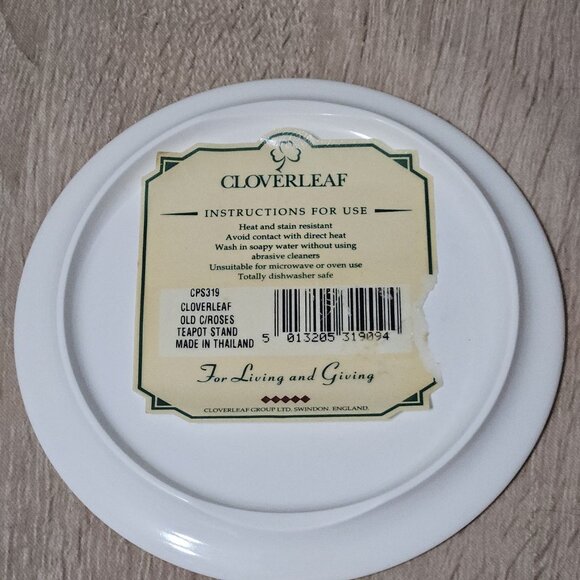 CLOVERLEAF
INSTRUCTIONS FOR USE
Heat and stain resistant
Avoid contact with direct heat
Wash in soapy water without using
abrasive cleaners
Unsuitable for microwave or oven use
Totally dishwasher safe
CPS319
CLOVERLEAF
OLD C/ROSES
TEAPOT STAND
MADE IN THAILAND
5 013205 319094
For Living and Giving
CLOVERLEAF GROUP LTD. SWINDON. ENGLAND.